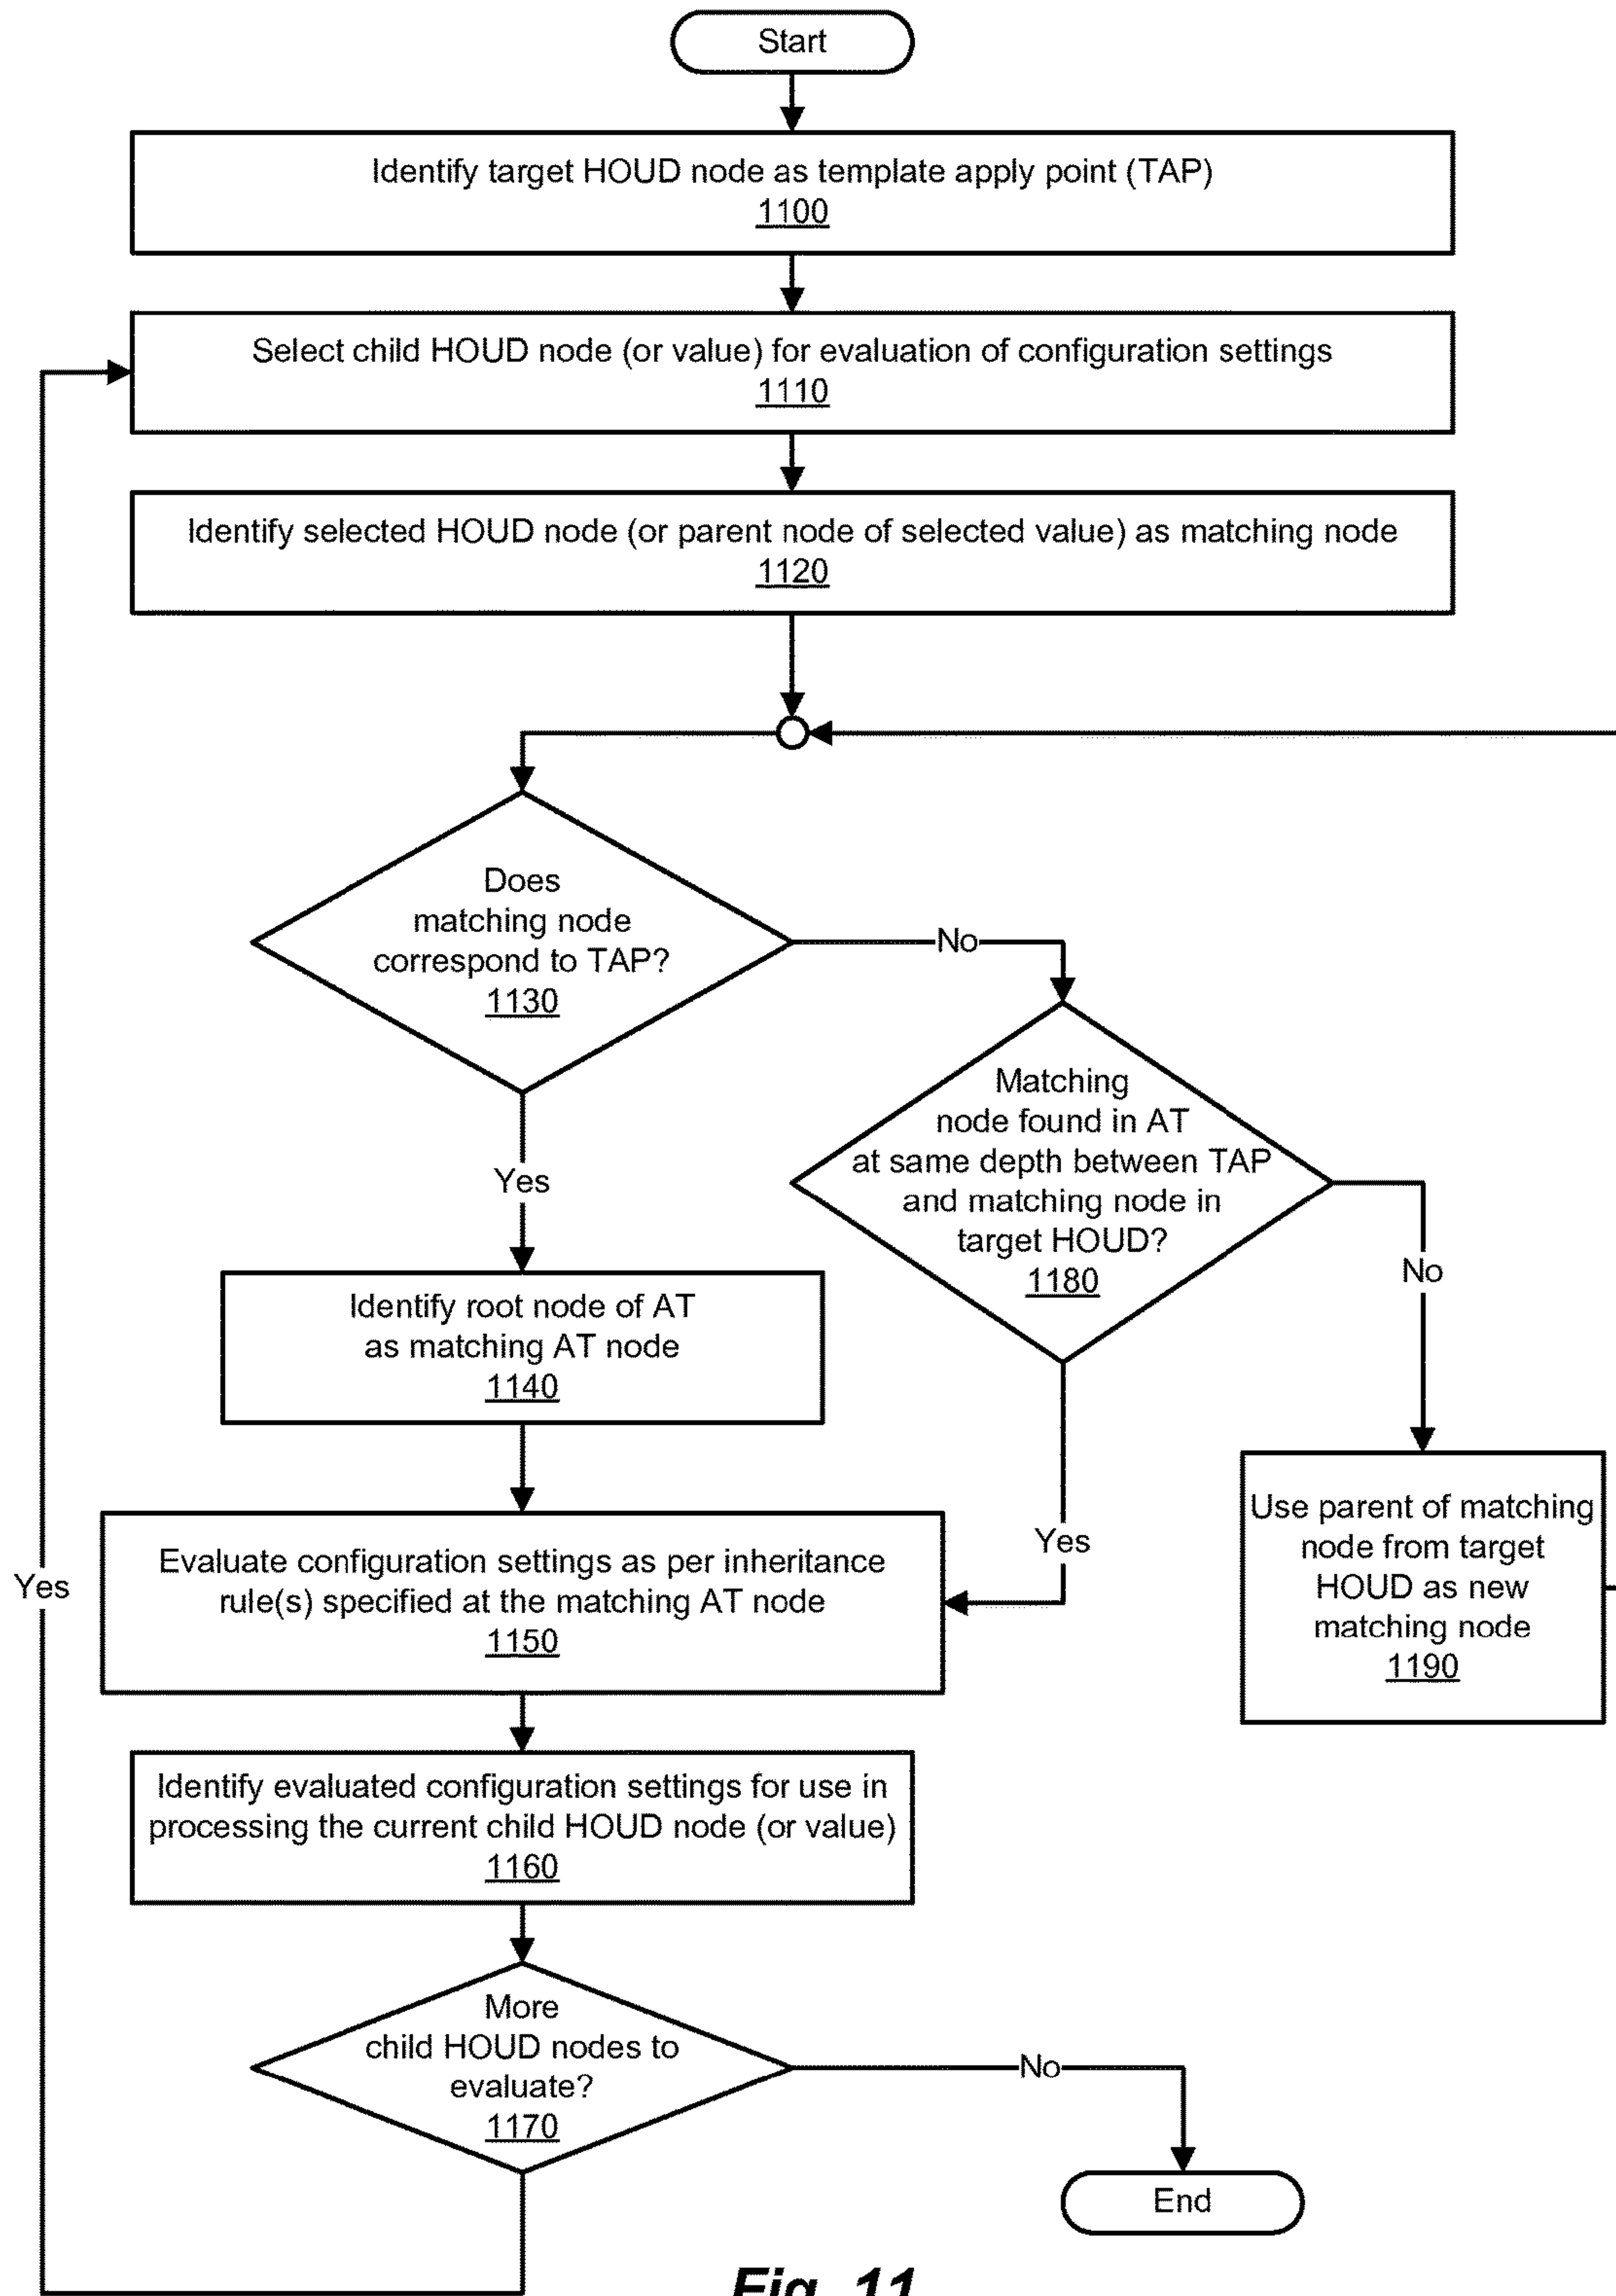 Start
Identify target HOUD node as template apply point (TAP)
1100
Select child HOUD node (or value) for evaluation of configuration settings
1110
Identify selected HOUD node (or parent node of selected value) as matching node
1120
Does
matching node
correspond to TAP?
1130
No
Yes
Matching
node found in AT
at same depth between TAP
and matching node in
target HOUD?
1180
No
Yes
Identify root node of AT
as matching AT node
1140
Use parent of matching
node from target
HOUD as new
matching node
1190
Evaluate configuration settings as per inheritance
rule(s) specified at the matching AT node
1150
Yes
Identify evaluated configuration settings for use in
processing the current child HOUD node (or value)
1160
More
child HOUD nodes to
evaluate?
1170
No
End
Fig. 11